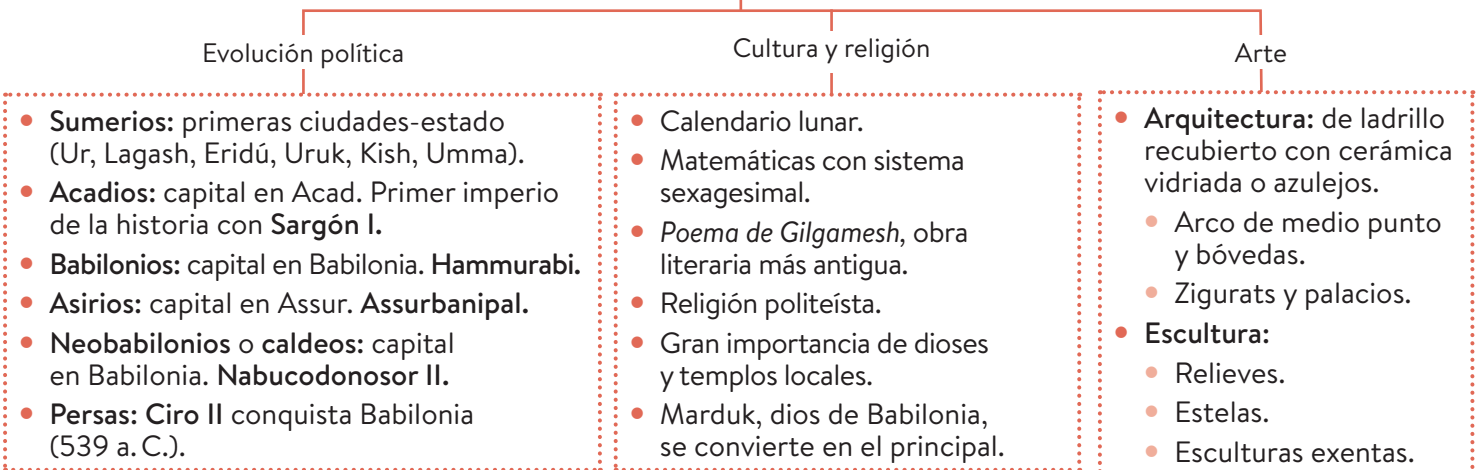 Evolución política
• Sumerios: primeras ciudades-estado
(Ur, Lagash, Eridú, Uruk, Kish, Umma).
• Acadios: capital en Acad. Primer imperio
de la historia con Sargón I.
• Babilonios: capital en Babilonia. Hammurabi.
• Asirios: capital en Assur. Assurbanipal.
• Neobabilonios o caldeos: capital
en Babilonia. Nabucodonosor II.
• Persas: Ciro II conquista Babilonia
(539 a. C.).
Cultura y religión
• Calendario lunar.
• Matemáticas con sistema
sexagesimal.
• Poema de Gilgamesh, obra
literaria más antigua.
• Religión politeísta.
• Gran importancia de dioses
y templos locales.
• Marduk, dios de Babilonia,
se convierte en el principal.
Arte
• Arquitectura: de ladrillo
recubierto con cerámica
vidriada o azulejos.
• Arco de medio punto
y bóvedas.
• Zigurats y palacios.
• Escultura:
• Relieves.
• Estelas.
• Esculturas exentas.